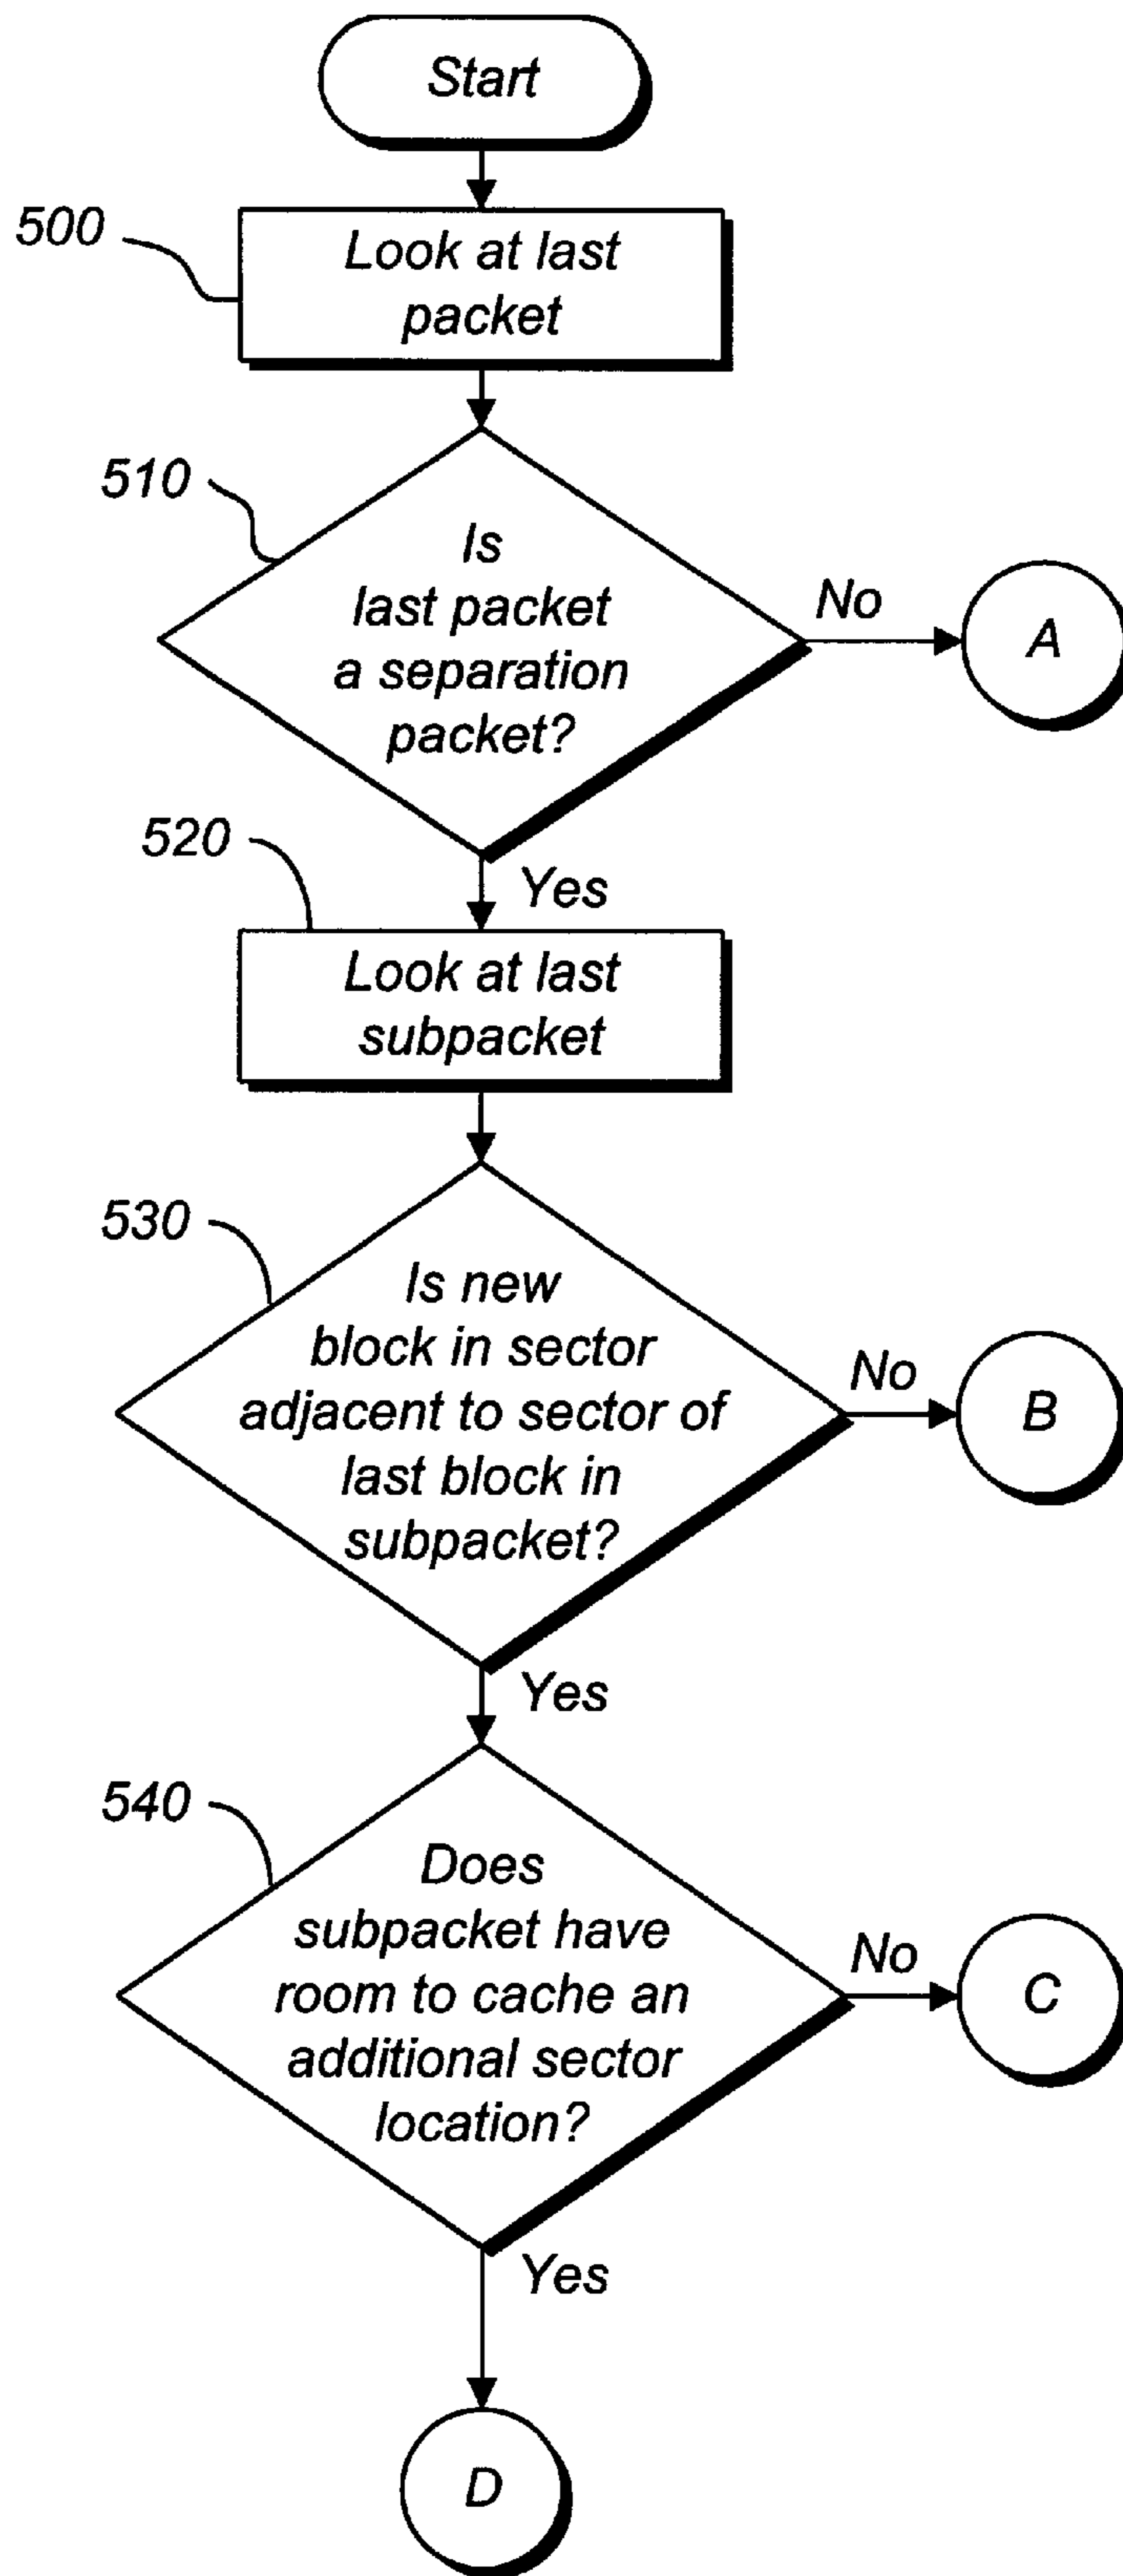 Start
500
Look at last
packet
510
Is
last packet
a separation
packet?
No
A
Yes
520
Look at last
subpacket
530
Is new
block in sector
adjacent to sector of
last block in
subpacket?
No
B
Yes
540
Does
subpacket have
room to cache an
additional sector
location?
No
C
Yes
D